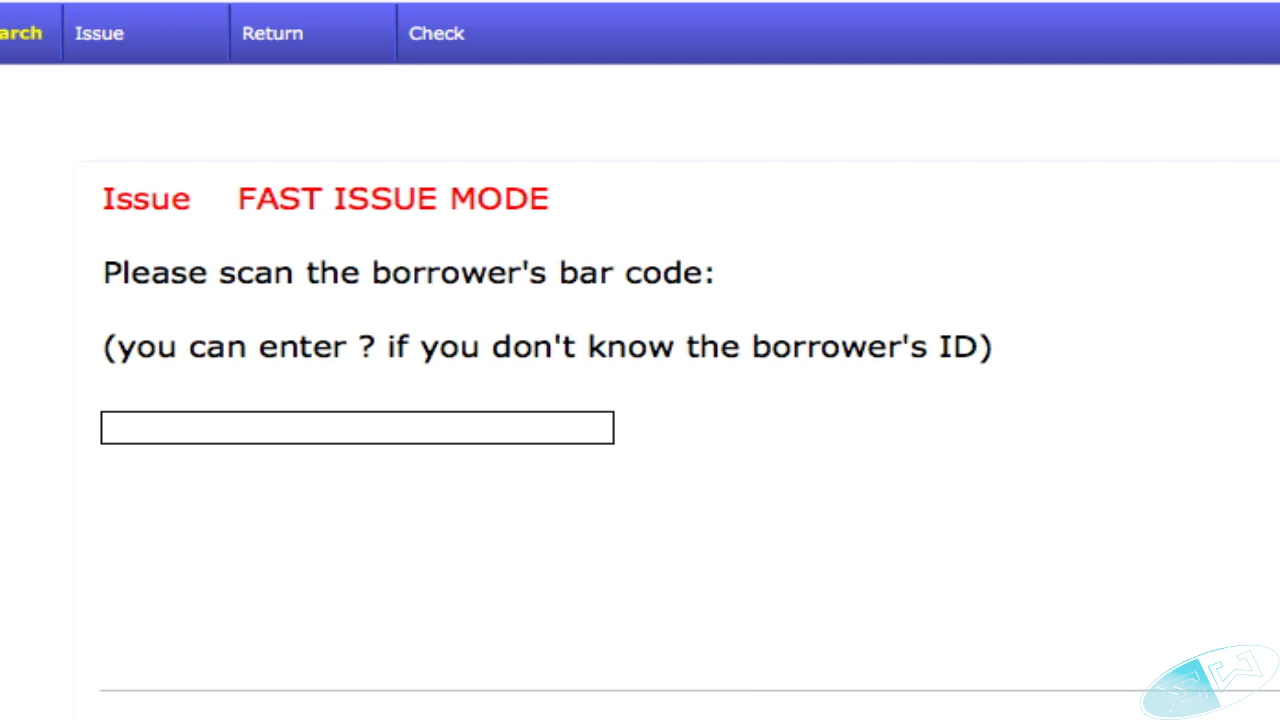 arch Issue Return Check
Issue FAST ISSUE MODE
Please scan the borrower's bar code:
(you can enter ? if you don't know the borrower's ID)